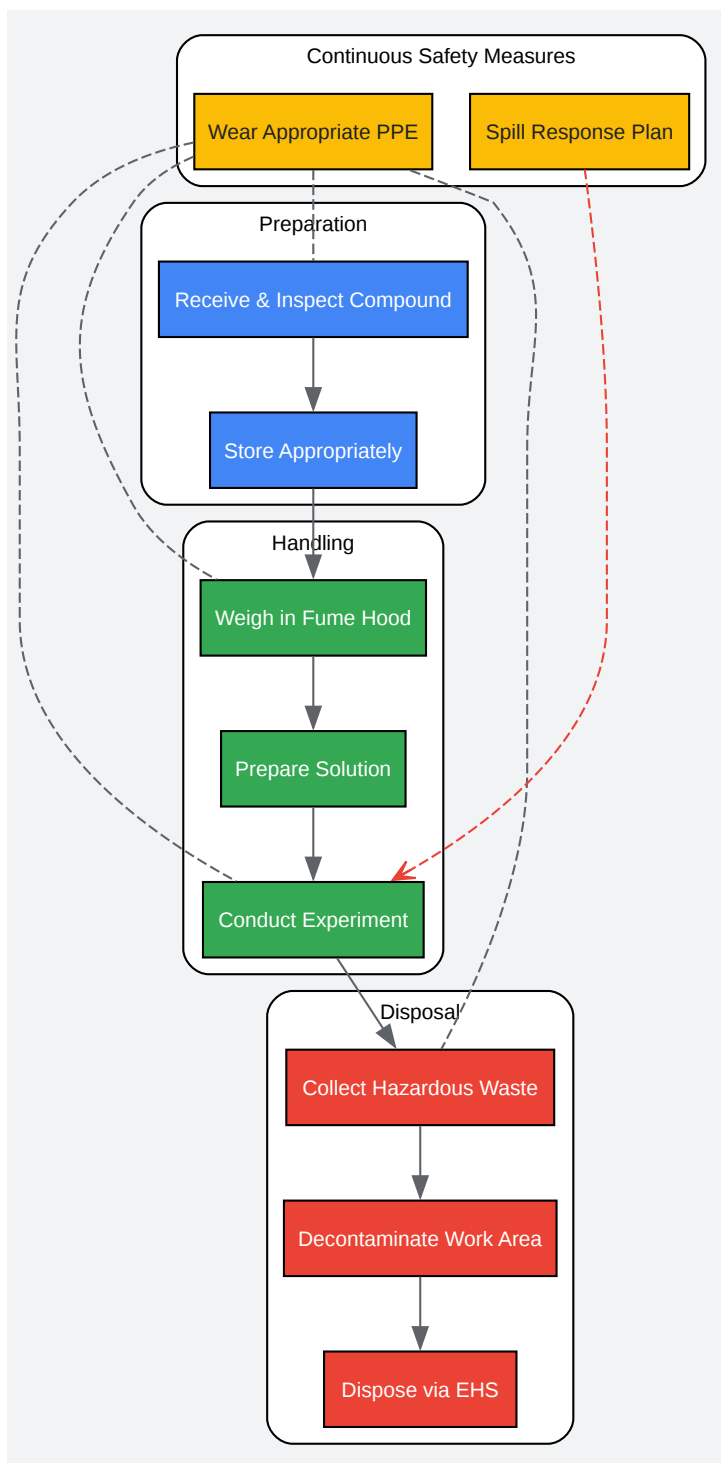 Continuous Safety Measures
Wear Appropriate PPE
Spill Response Plan
Preparation
Receive & Inspect Compound
Store Appropriately
Handling
Weigh in Fume Hood
Prepare Solution
Conduct Experiment
Disposal
Collect Hazardous Waste
Decontaminate Work Area
Dispose via EHS